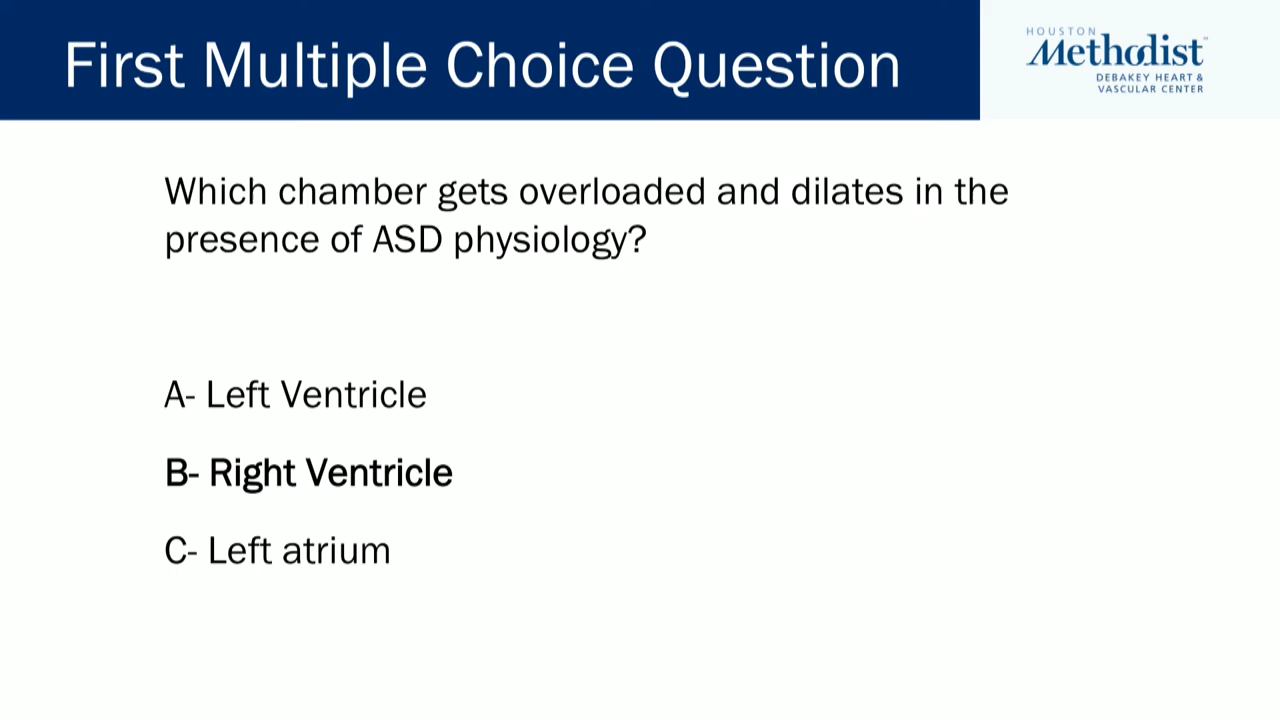 First Multiple Choice Question
HOUSTON
Methodist
DEBAKEY HEART &
VASCULAR CENTER
Which chamber gets overloaded and dilates in the
presence of ASD physiology?
A- Left Ventricle
B- Right Ventricle
C- Left atrium